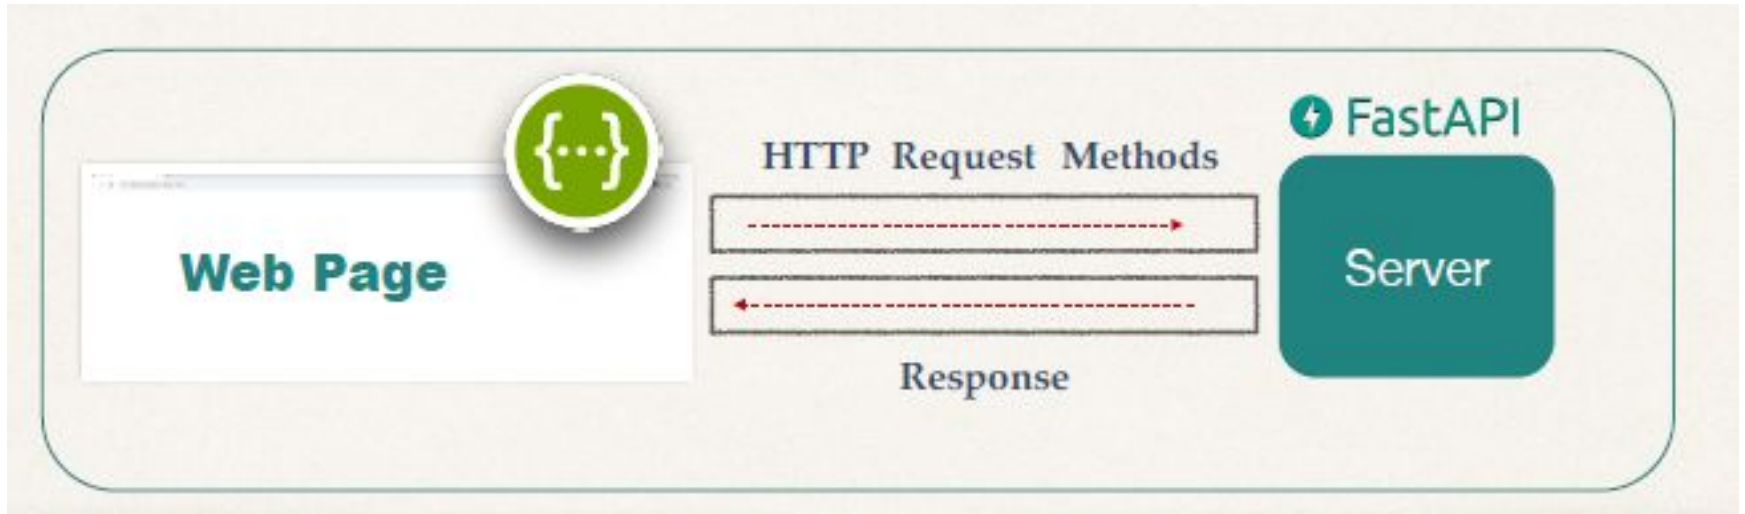 FastAPI
HTTP Request Methods
{...}
Web Page
Server
Response